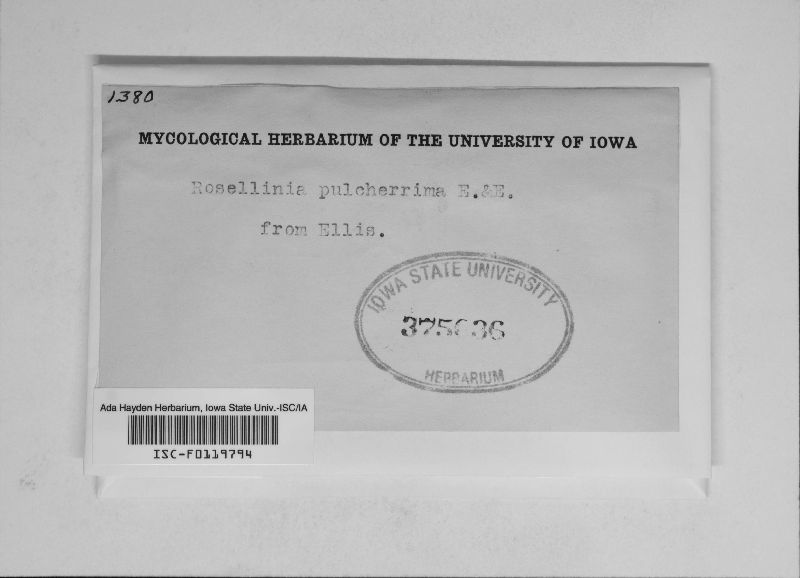 1380
MYCOLOGICAL HERBARIUM OF THE UNIVERSITY OF IOWA
Rosellinia pulcherrima E.&E.
from Ellis.
IOWA STATE UNIVERSITY
HERBARIUM
Ada Hayden Herbarium, Iowa State Univ.-ISC/IA
ISC-F0119794